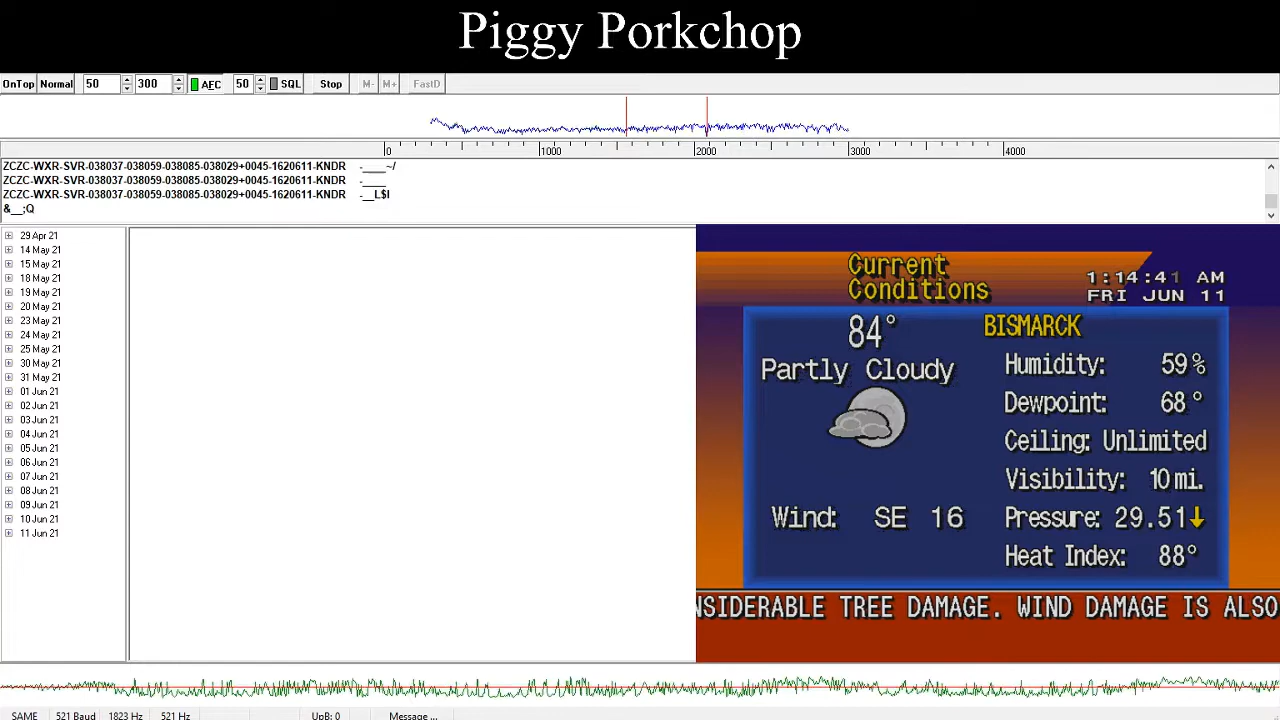 Piggy Porkchop
OnTop Normal 50 300 AFC 50 SQL Stop M- M+ FastD
0 1000 2000 3000 4000
ZCZC-WXR-SVR-038037-038059-038085-038029+0045-1620611-KNDR -____~/
ZCZC-WXR-SVR-038037-038059-038085-038029+0045-1620611-KNDR -____
ZCZC-WXR-SVR-038037-038059-038085-038029+0045-1620611-KNDR -__L$I
&__;Q
29 Apr 21
14 May 21
15 May 21
18 May 21
19 May 21
20 May 21
23 May 21
24 May 21
25 May 21
30 May 21
31 May 21
01 Jun 21
02 Jun 21
03 Jun 21
04 Jun 21
05 Jun 21
06 Jun 21
07 Jun 21
08 Jun 21
09 Jun 21
10 Jun 21
11 Jun 21
Current
Conditions
1:14:41 AM
FRI JUN 11
84°
Partly Cloudy
Wind: SE 16
BISMARCK
Humidity: 59%
Dewpoint: 68°
Ceiling: Unlimited
Visibility: 10 mi.
Pressure: 29.51↓
Heat Index: 88°
NSIDERABLE TREE DAMAGE. WIND DAMAGE IS ALSO
SAME 521 Baud 1823 Hz 521 Hz UpB: 0 Message ...